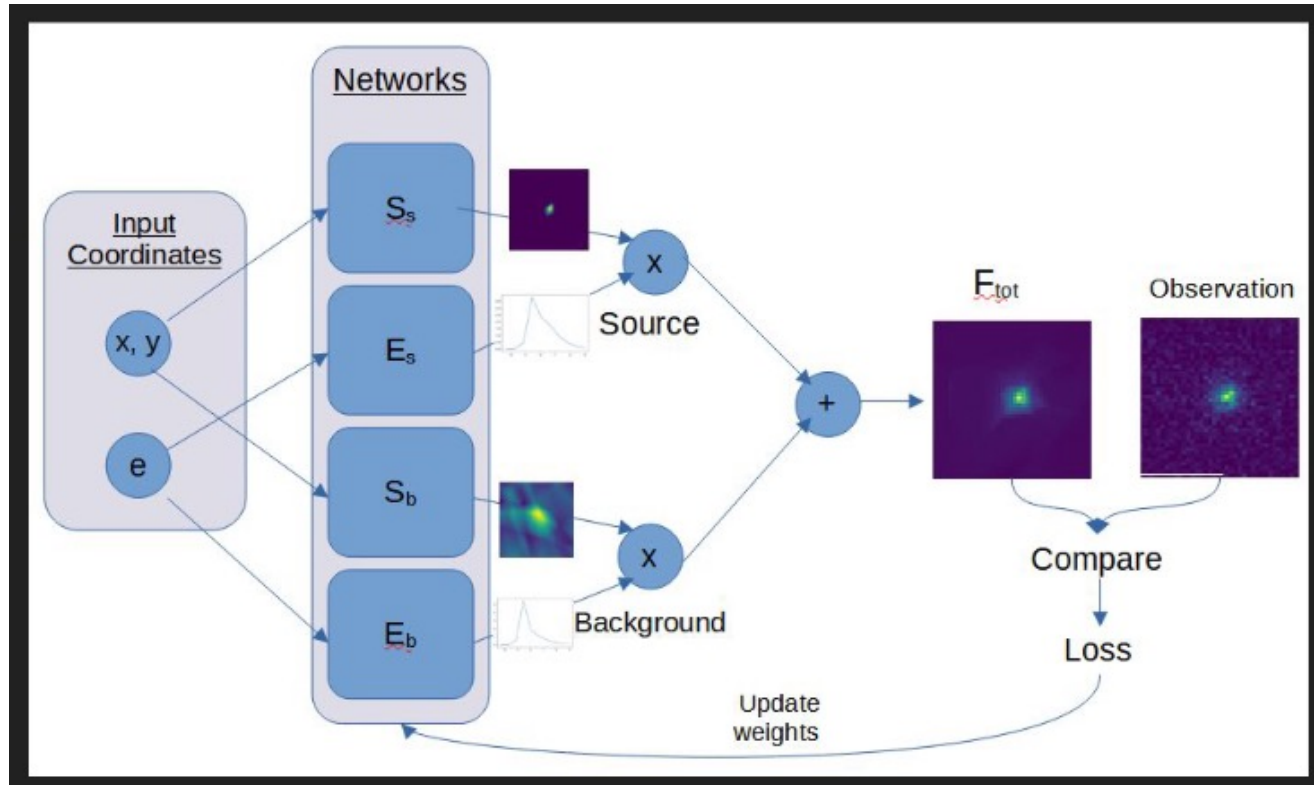 Networks
Input
Coordinates
x, y
e
Ss
Es
Sb
Eb
x
Source
x
Background
+
Ftot
Observation
Compare
Loss
Update
weights